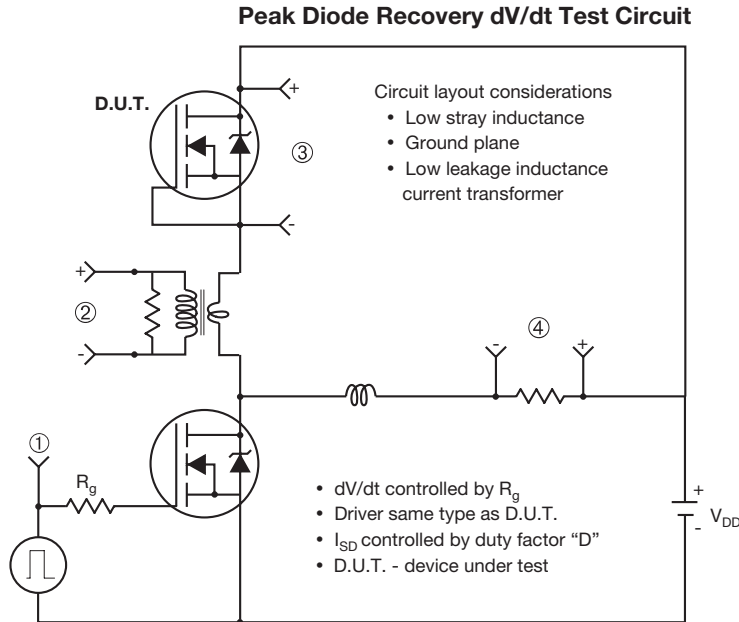 Peak Diode Recovery dV/dt Test Circuit
D.U.T.
+
-
③
Circuit layout considerations
• Low stray inductance
• Ground plane
• Low leakage inductance
current transformer
+
②
-
-
④
+
①
R_g
• dV/dt controlled by R_g
• Driver same type as D.U.T.
• I_SD controlled by duty factor “D”
• D.U.T. - device under test
+
V_DD
-